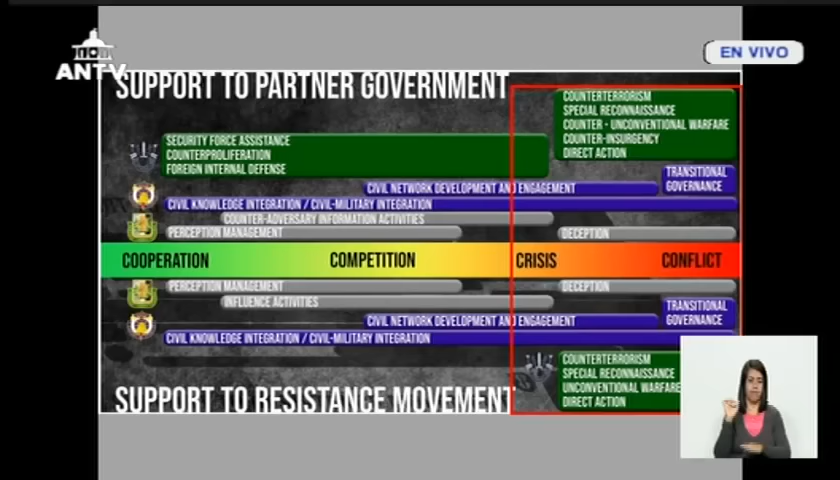 ANTV
EN VIVO
SUPPORT TO PARTNER GOVERNMENT
COUNTERTERRORISM
SPECIAL RECONNAISSANCE
COUNTER - UNCONVENTIONAL WARFARE
COUNTER-INSURGENCY
DIRECT ACTION
SECURITY FORCE ASSISTANCE
COUNTERPROLIFERATION
FOREIGN INTERNAL DEFENSE
TRANSITIONAL
GOVERNANCE
CIVIL NETWORK DEVELOPMENT AND ENGAGEMENT
CIVIL KNOWLEDGE INTEGRATION / CIVIL-MILITARY INTEGRATION
COUNTER-ADVERSARY INFORMATION ACTIVITIES
PERCEPTION MANAGEMENT
DECEPTION
COOPERATION
COMPETITION
CRISIS
CONFLICT
PERCEPTION MANAGEMENT
DECEPTION
INFLUENCE ACTIVITIES
TRANSITIONAL
GOVERNANCE
CIVIL NETWORK DEVELOPMENT AND ENGAGEMENT
CIVIL KNOWLEDGE INTEGRATION / CIVIL-MILITARY INTEGRATION
COUNTERTERRORISM
SPECIAL RECONNAISSANCE
UNCONVENTIONAL WARFARE
DIRECT ACTION
SUPPORT TO RESISTANCE MOVEMENT